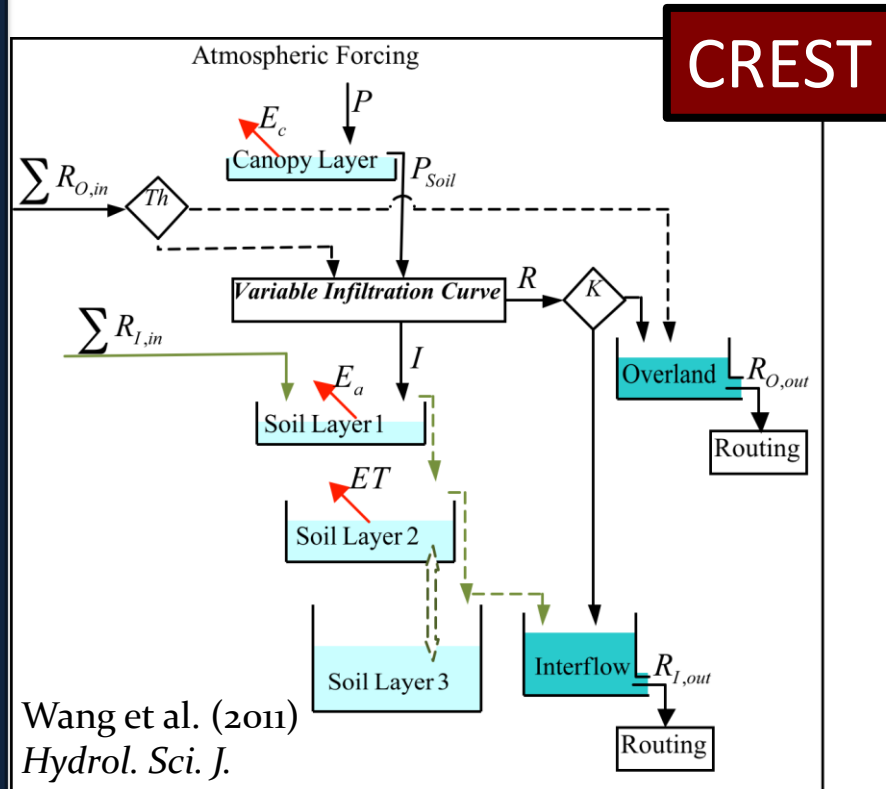 CREST
Atmospheric Forcing
P
E_c
Canopy Layer
P_Soil
∑ R_O,in
Th
Variable Infiltration Curve
R
K
∑ R_I,in
I
E_a
Overland
R_O,out
Soil Layer 1
Routing
ET
Soil Layer 2
Interflow
R_I,out
Soil Layer 3
Routing
Wang et al. (2011)
Hydrol. Sci. J.